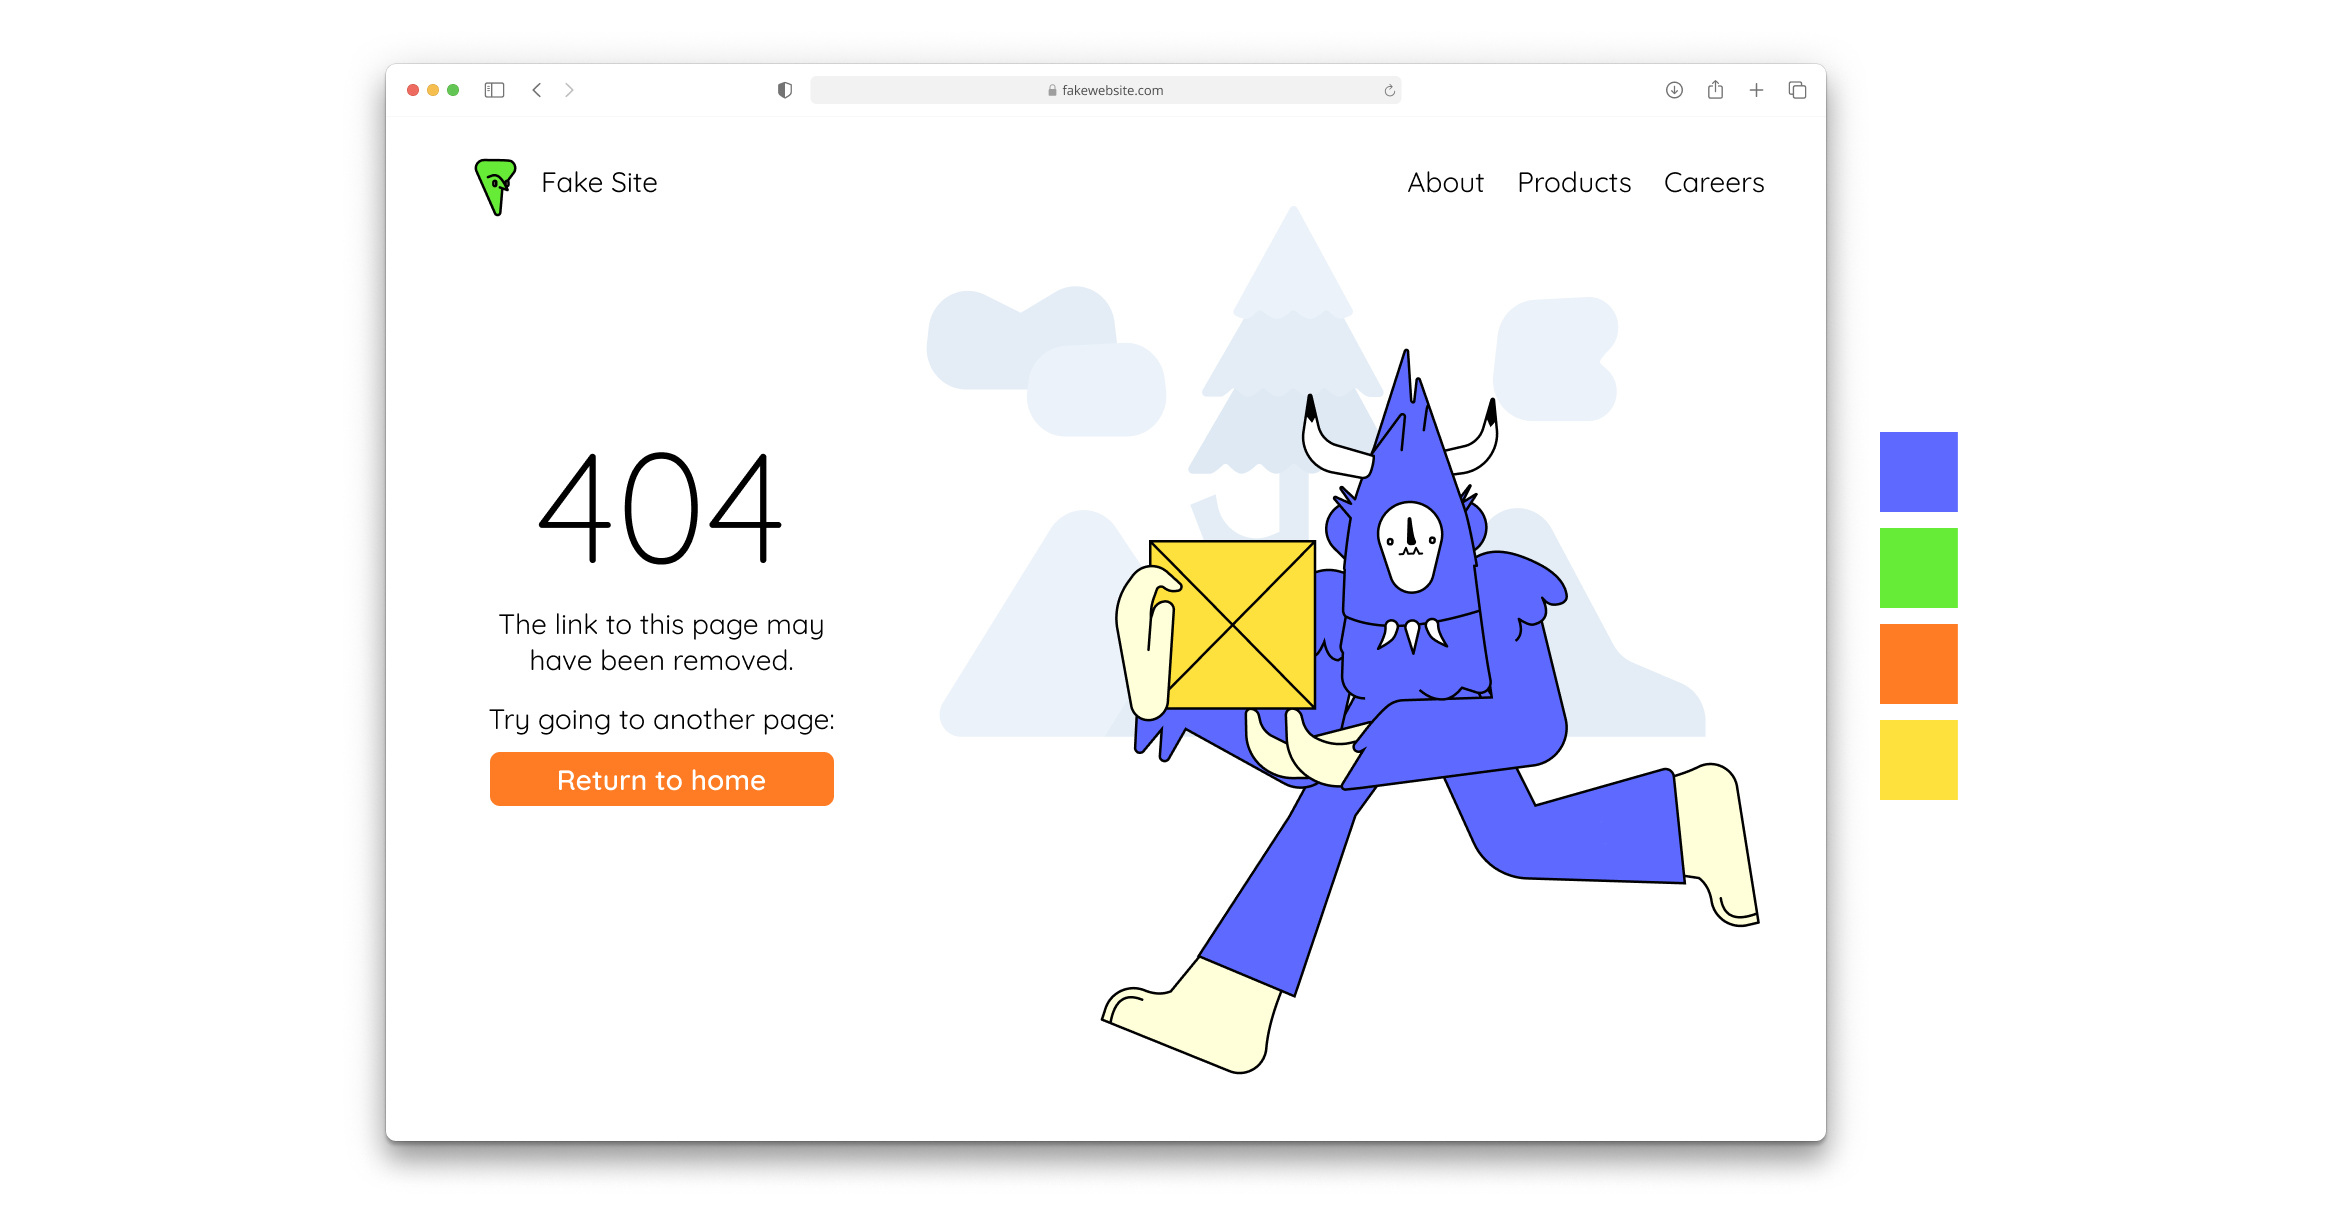 fakewebsite.com
Fake Site
About Products Careers
404
The link to this page may
have been removed.
Try going to another page:
Return to home